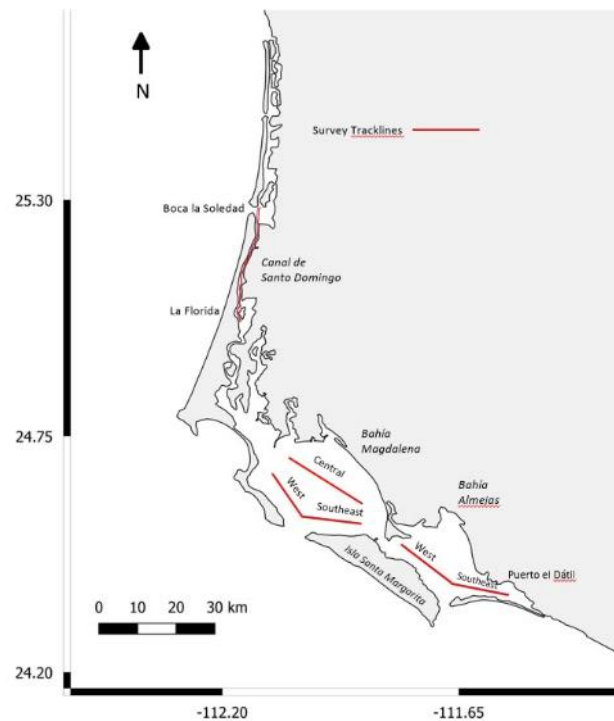 N
Survey Tracklines
25.30
Boca la Soledad
Canal de
Santo Domingo
La Florida
24.75
Bahía
Magdalena
Central
West
Southeast
Bahía
Almejas
West
Southeast
Puerto el Dátil
Isla Santa Margarita
0 10 20 30 km
24.20
-112.20 -111.65